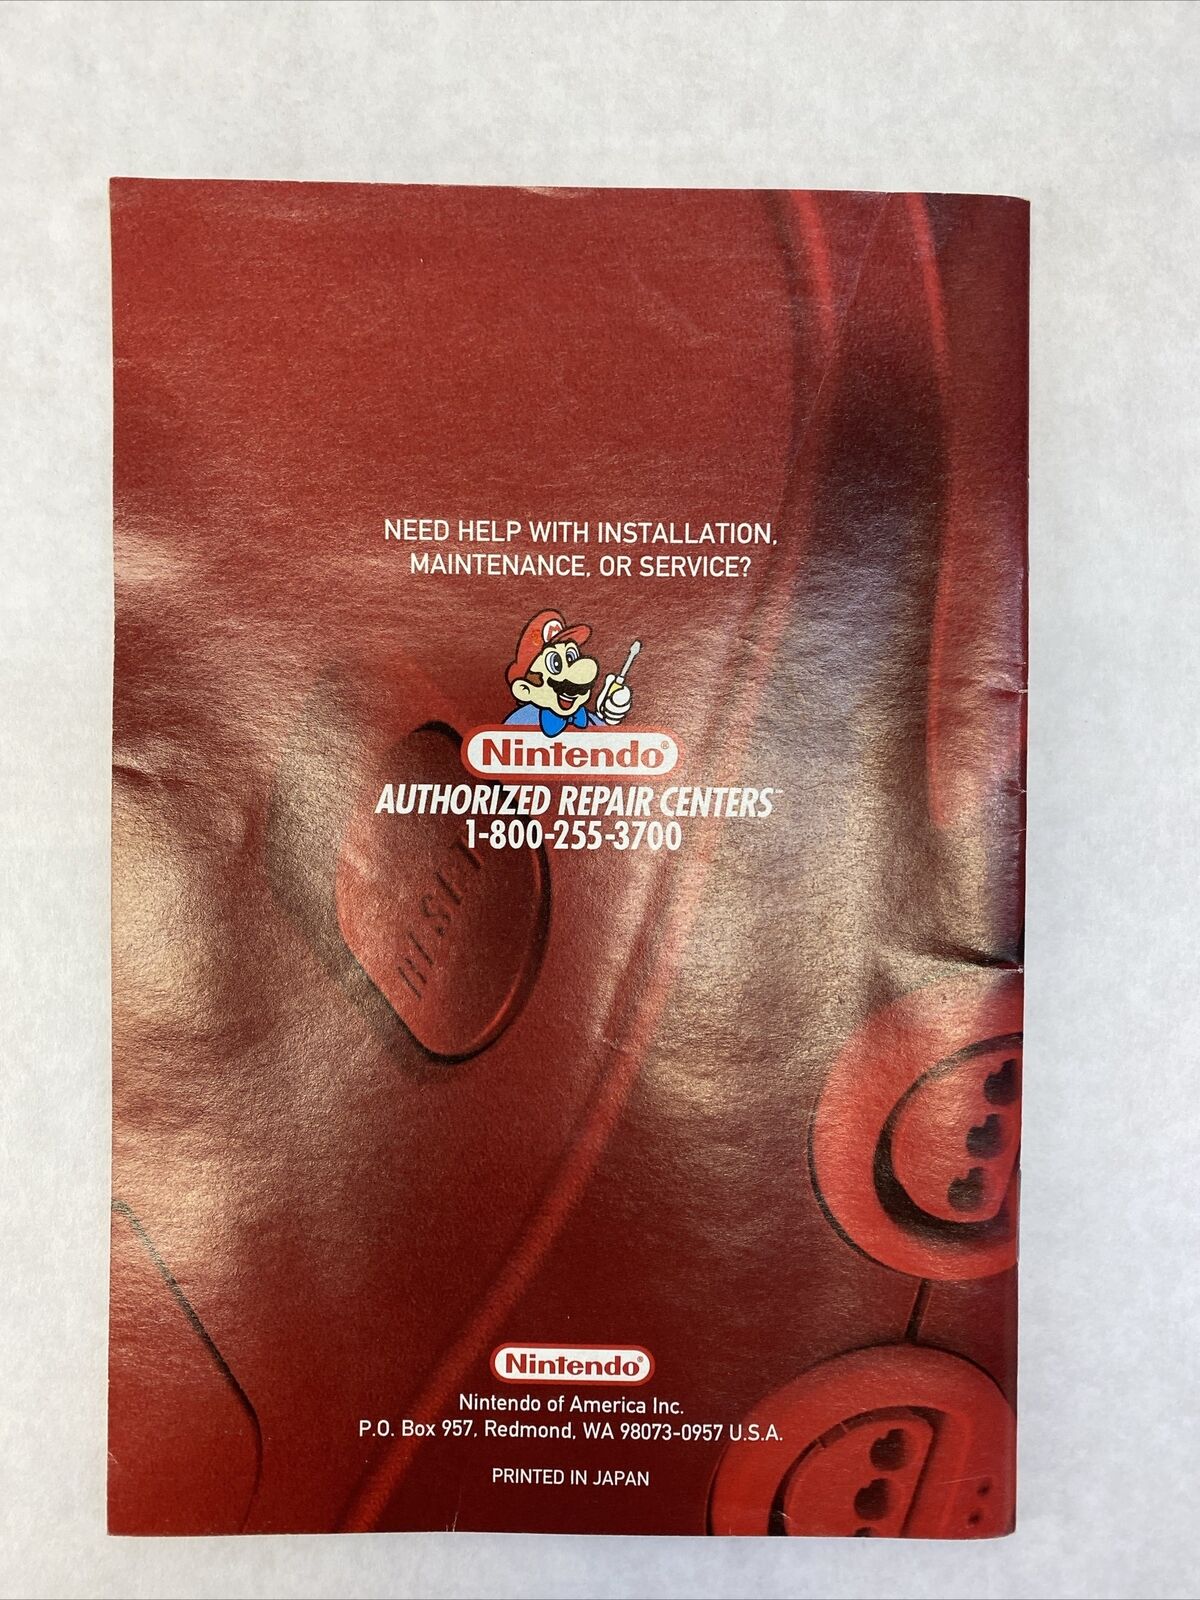 NEED HELP WITH INSTALLATION,
MAINTENANCE, OR SERVICE?
M
Nintendo®
AUTHORIZED REPAIR CENTERS™
1-800-255-3700
RESET
Nintendo®
Nintendo of America Inc.
P.O. Box 957, Redmond, WA 98073-0957 U.S.A.
PRINTED IN JAPAN